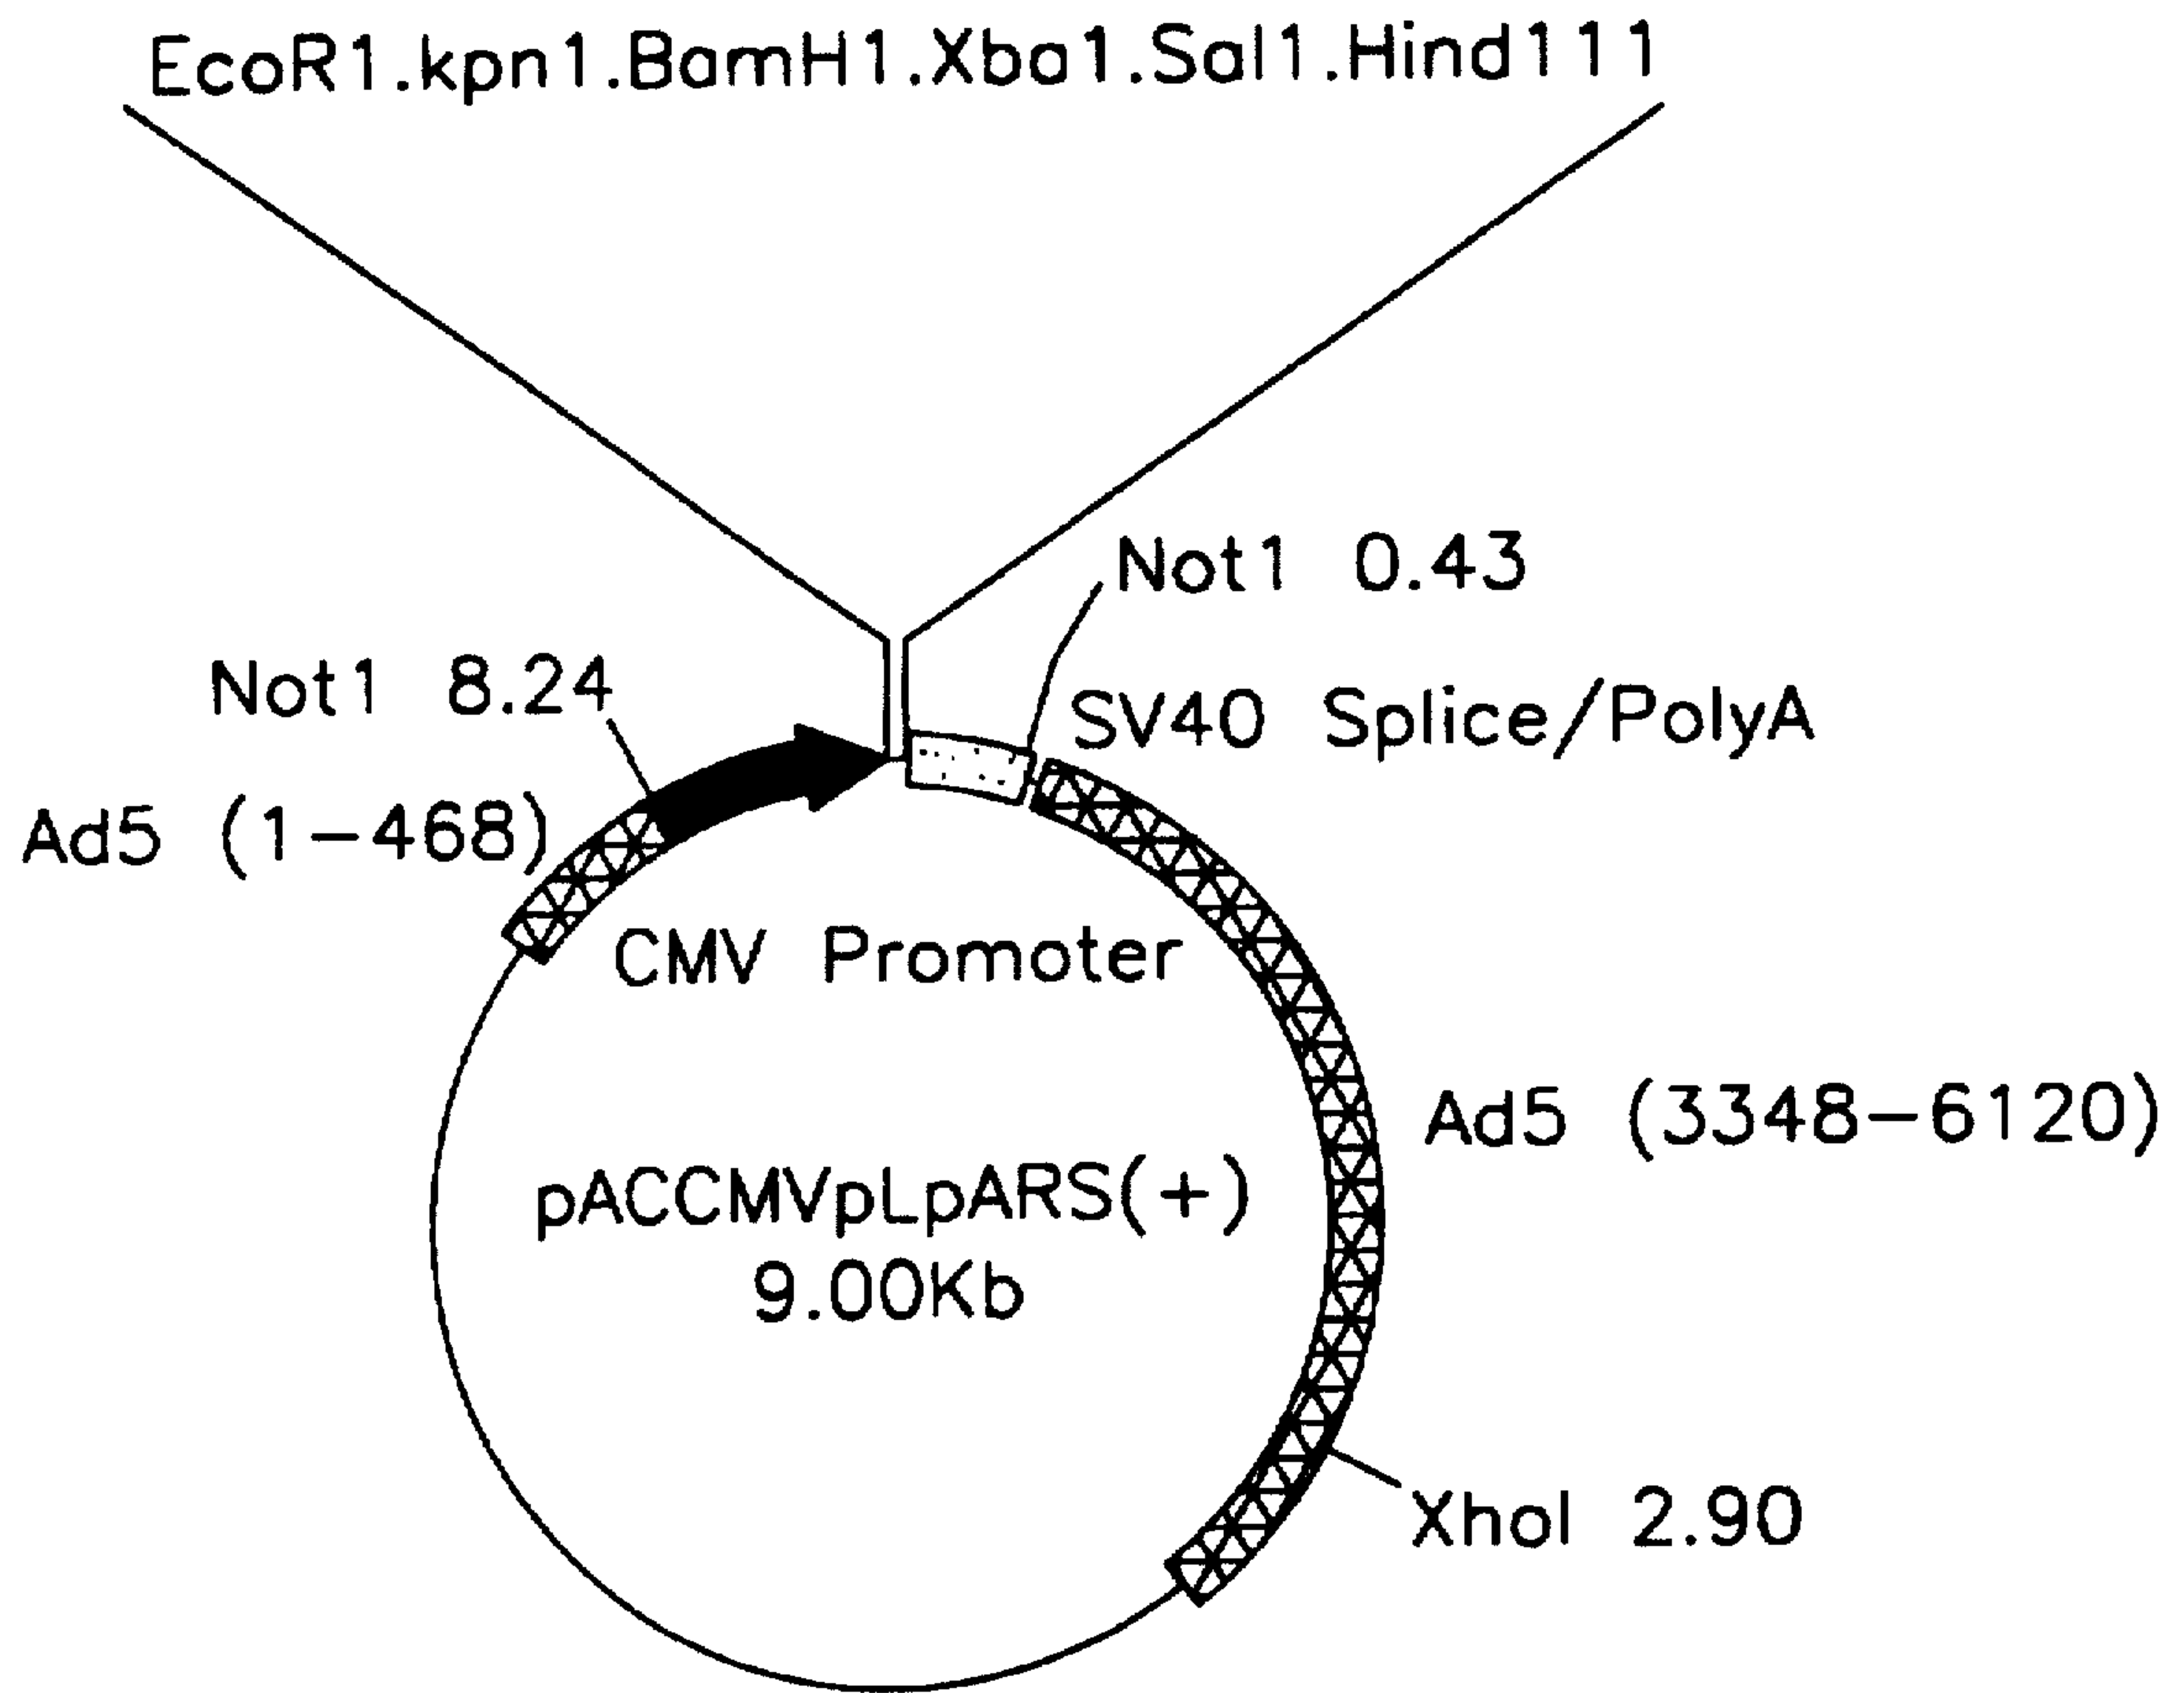 EcoR1.kpn1.BamH1.Xba1.Sal1.Hind111
Not1 0.43
Not1 8.24
SV40 Splice/PolyA
Ad5 (1-468)
CMV Promoter
Ad5 (3348-6120)
pACCMVpLpARS(+)
9.00Kb
XhoI 2.90